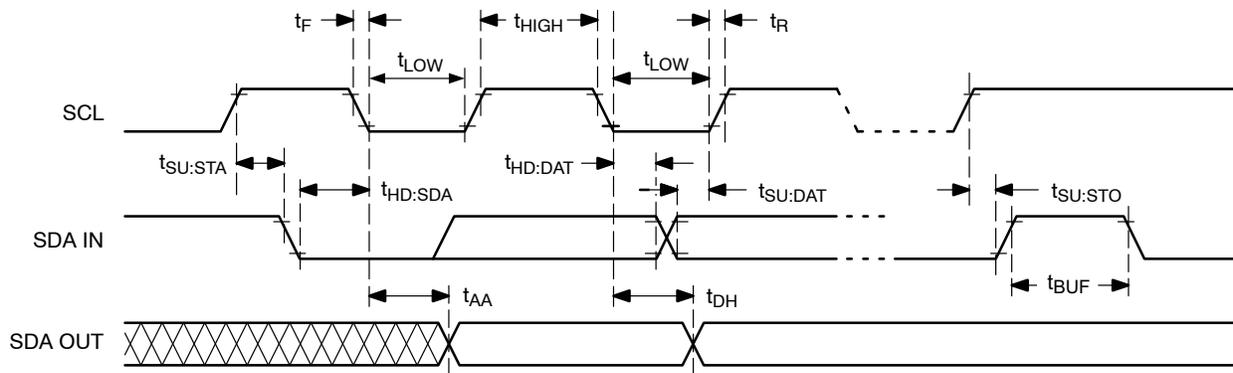 tF
tHIGH
tR
tLOW
tLOW
SCL
tSU:STA
tHD:SDA
tHD:DAT
tSU:DAT
tSU:STO
SDA IN
tBUF
tAA
tDH
SDA OUT